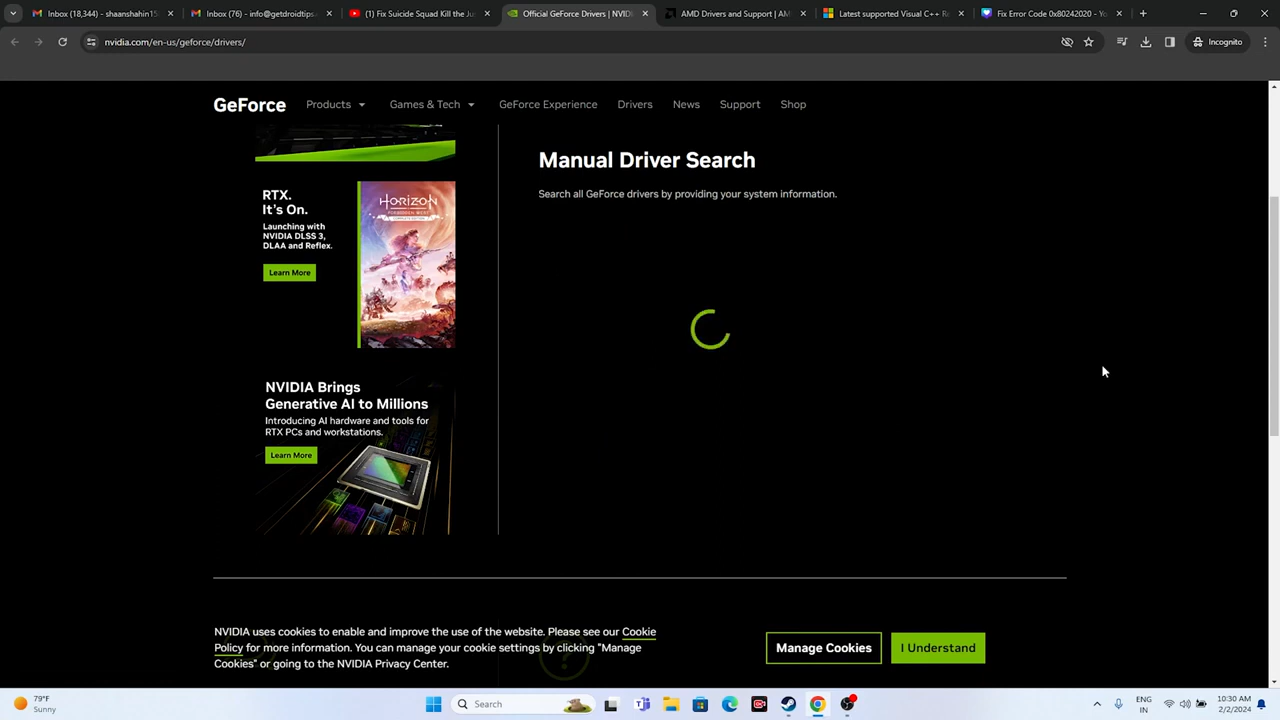 Inbox (18,344) - shaanshahin15
Inbox (76) - info@getdroidtips
(1) Fix Suicide Squad Kill the Ju
Official GeForce Drivers | NVIDI
AMD Drivers and Support | AM
Latest supported Visual C++ R
Fix Error Code 0x80242020 - Yo
nvidia.com/en-us/geforce/drivers/
Incognito
GeForce
Products
Games & Tech
GeForce Experience
Drivers
News
Support
Shop
RTX.
It's On.
Launching with
NVIDIA DLSS 3,
DLAA and Reflex.
Learn More
HORIZON
FORBIDDEN WEST
NVIDIA Brings
Generative AI to Millions
Introducing AI hardware and tools for
RTX PCs and workstations.
Learn More
Manual Driver Search
Search all GeForce drivers by providing your system information.
NVIDIA uses cookies to enable and improve the use of the website. Please see our Cookie
Policy for more information. You can manage your cookie settings by clicking "Manage
Cookies" or going to the NVIDIA Privacy Center.
Manage Cookies
I Understand
79°F
Sunny
Search
ENG
IN
10:30 AM
2/2/2024